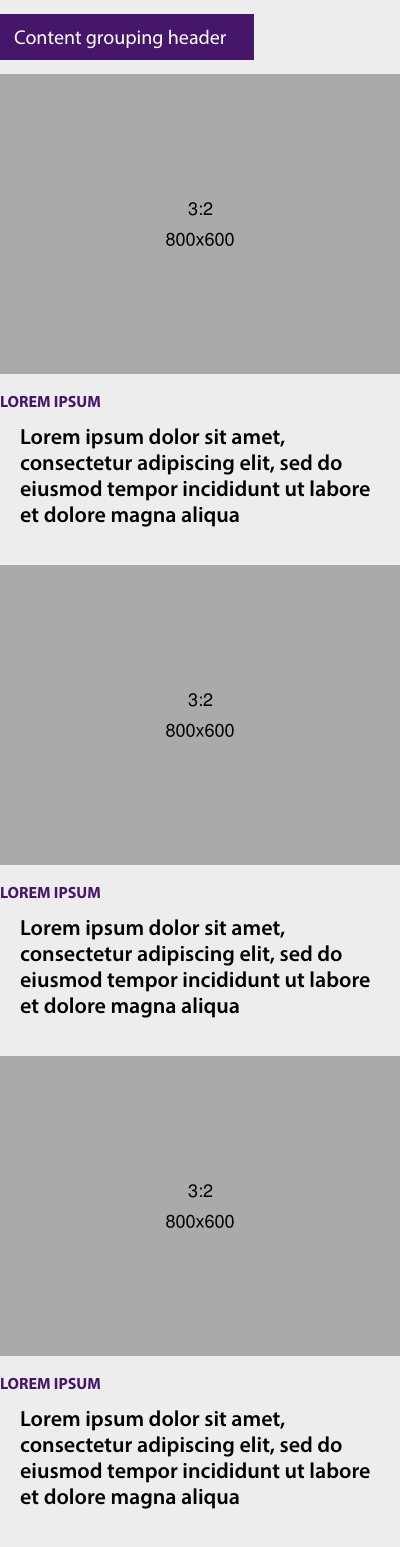 Content grouping header
3:2
800x600
LOREM IPSUM
Lorem ipsum dolor sit amet,
consectetur adipiscing elit, sed do
eiusmod tempor incididunt ut labore
et dolore magna aliqua
3:2
800x600
LOREM IPSUM
Lorem ipsum dolor sit amet,
consectetur adipiscing elit, sed do
eiusmod tempor incididunt ut labore
et dolore magna aliqua
3:2
800x600
LOREM IPSUM
Lorem ipsum dolor sit amet,
consectetur adipiscing elit, sed do
eiusmod tempor incididunt ut labore
et dolore magna aliqua